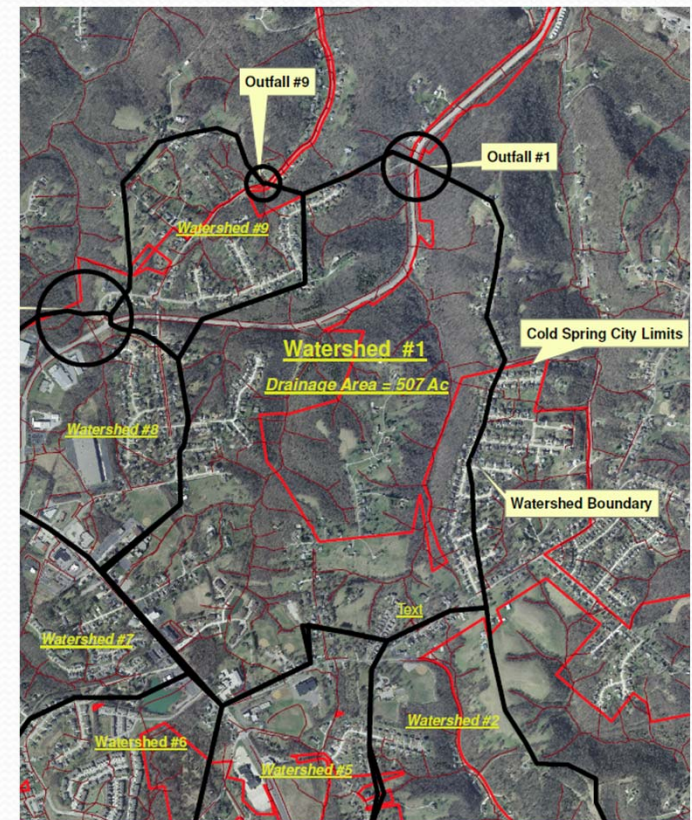 Outfall #9
Outfall #1
Watershed #9
Cold Spring City Limits
Watershed #1
Drainage Area = 507 Ac
Watershed #8
Watershed Boundary
Text
Watershed #7
Watershed #2
Watershed #6
Watershed #5